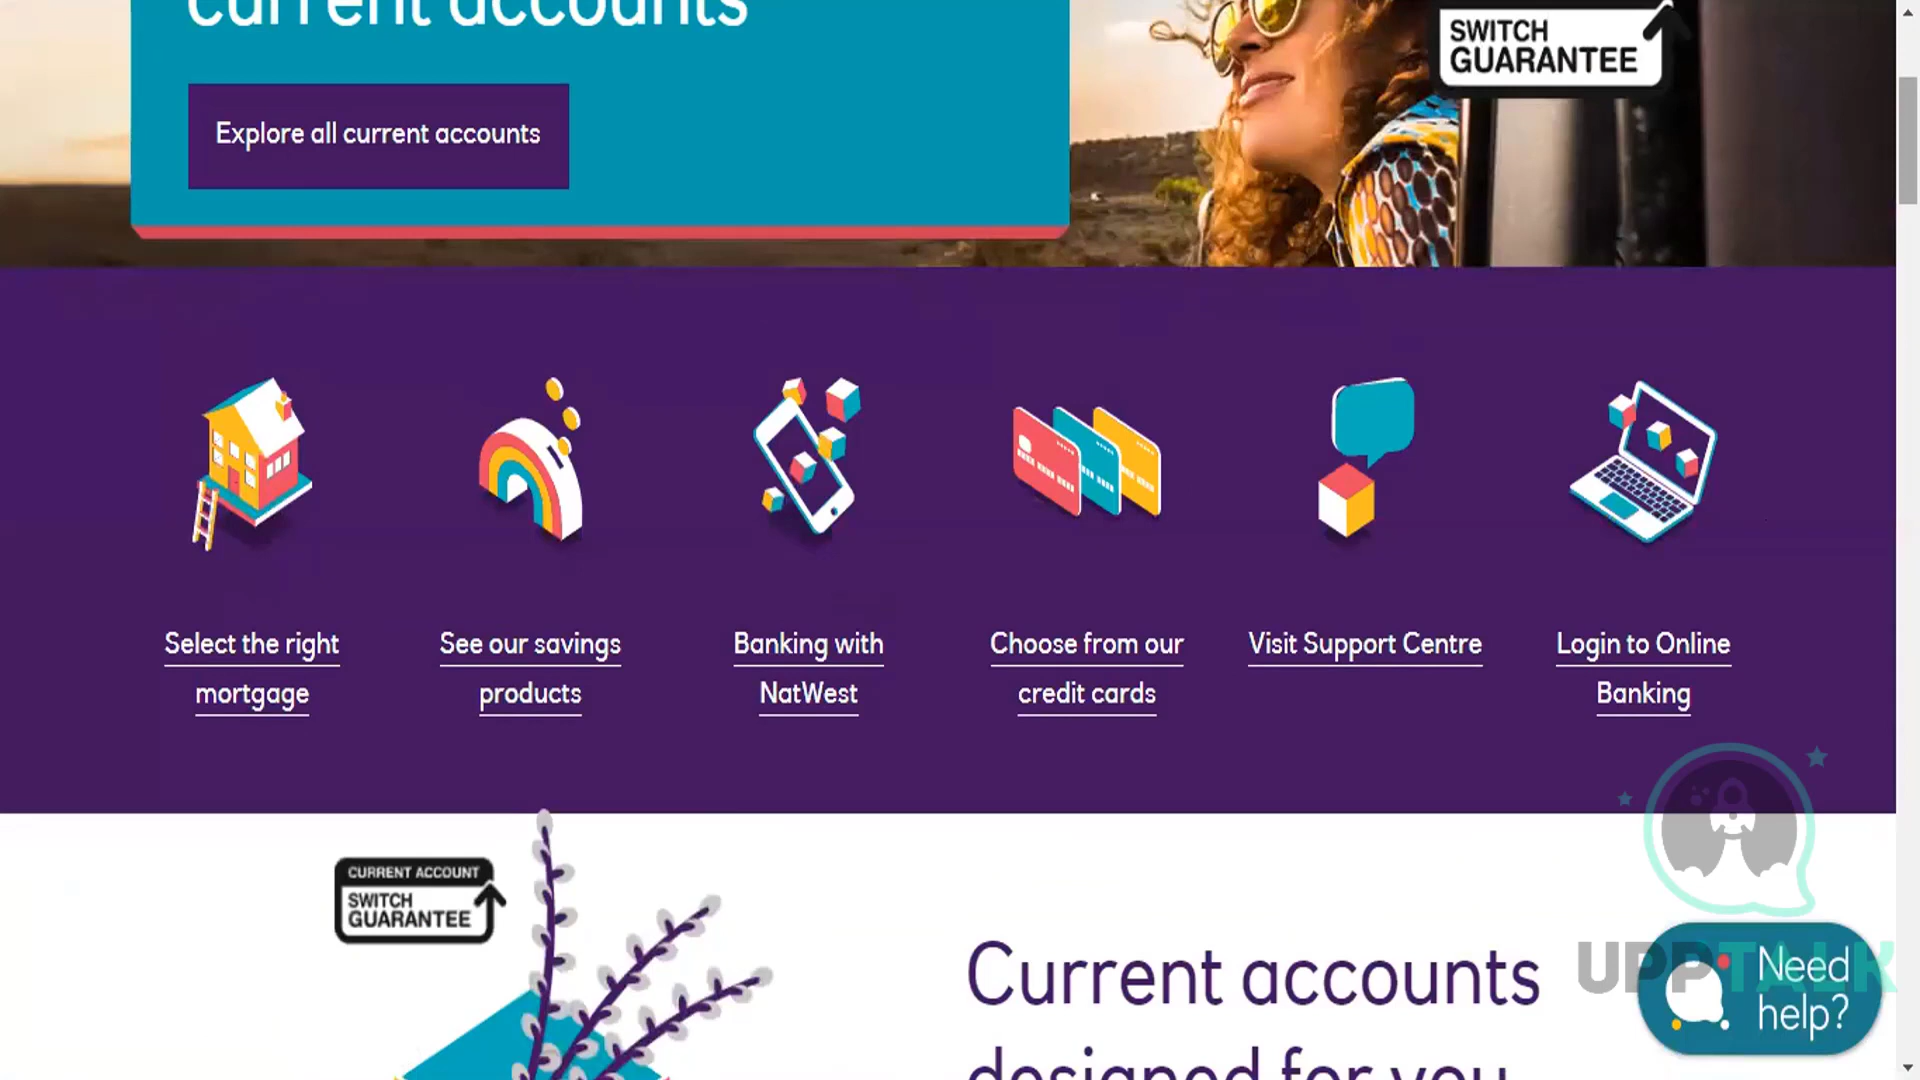 current accounts
SWITCH
GUARANTEE
Explore all current accounts
Select the right
mortgage
See our savings
products
Banking with
NatWest
Choose from our
credit cards
Visit Support Centre
Login to Online
Banking
CURRENT ACCOUNT
SWITCH
GUARANTEE
Current accounts
designed for you
UPPTALK
Need
help?